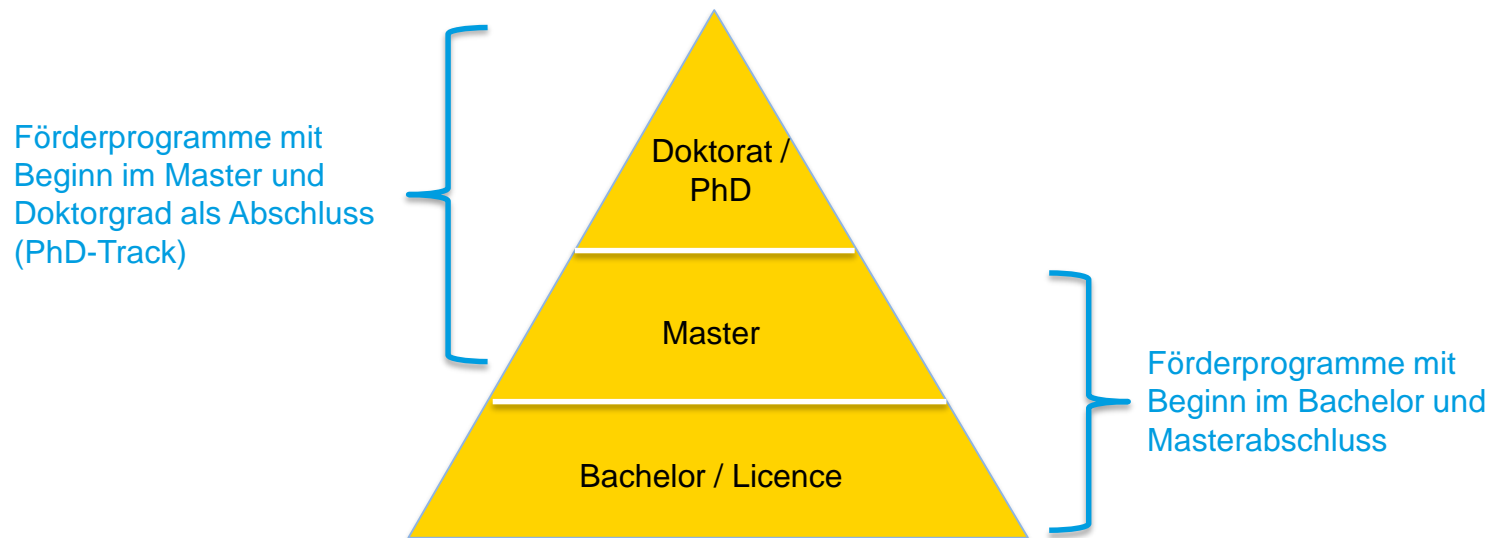 Förderprogramme mit
Beginn im Master und
Doktorgrad als Abschluss
(PhD-Track)
Doktorat /
PhD
Master
Bachelor / Licence
Förderprogramme mit
Beginn im Bachelor und
Masterabschluss